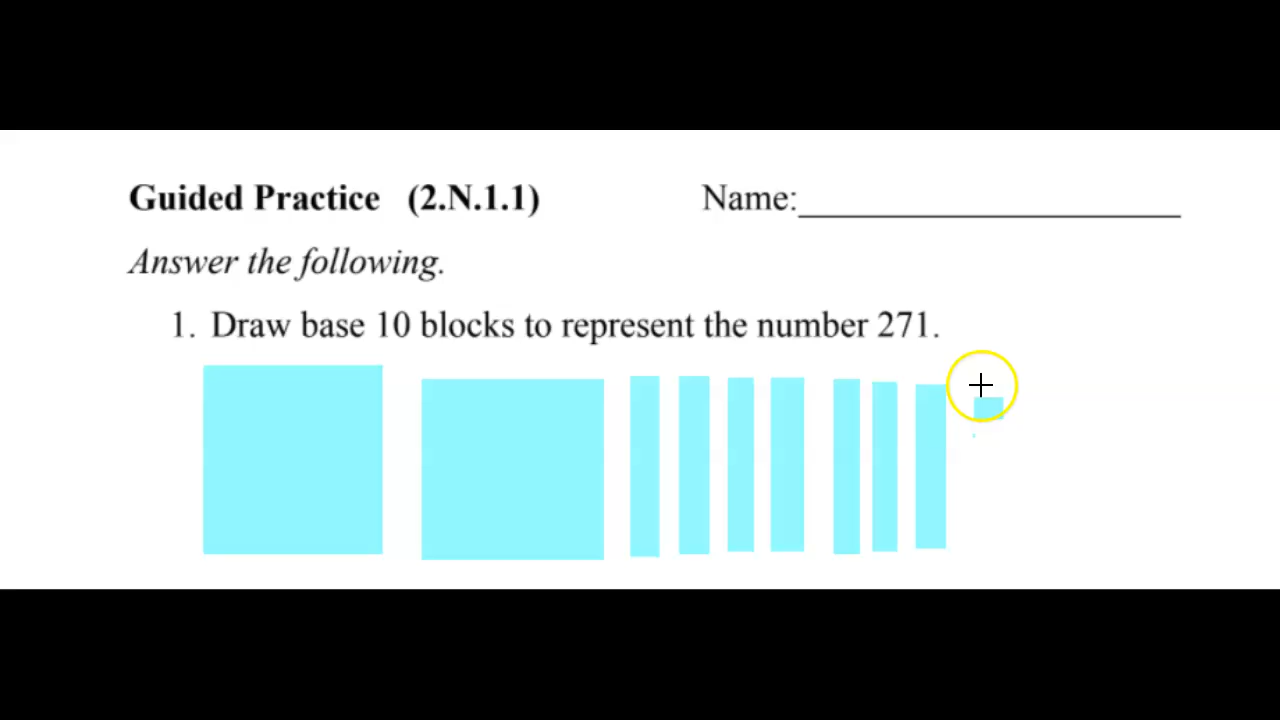 Guided Practice (2.N.1.1) Name:______________________
Answer the following.
1. Draw base 10 blocks to represent the number 271.